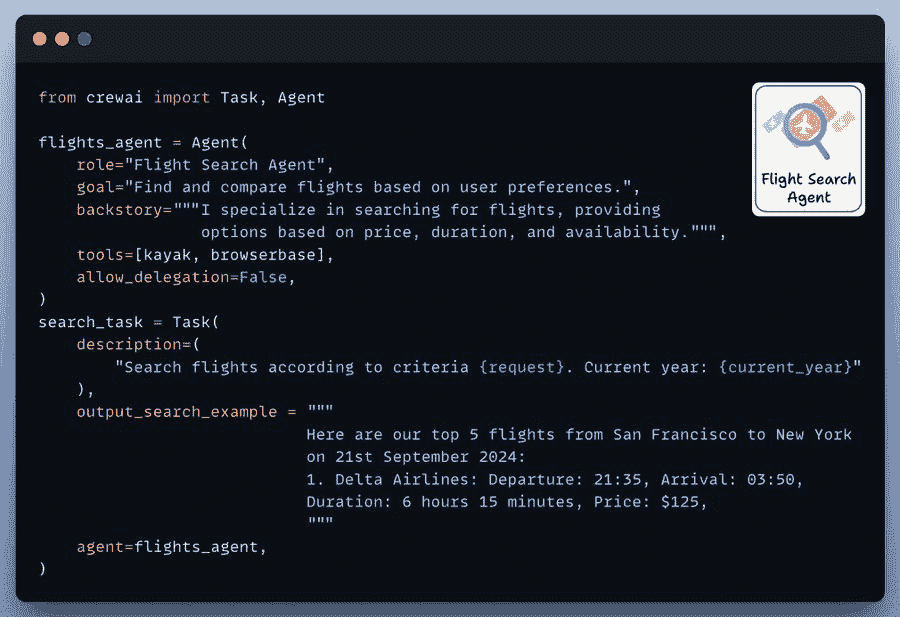 from crewai import Task, Agent
flights_agent = Agent(
    role="Flight Search Agent",
    goal="Find and compare flights based on user preferences.",
    backstory="""I specialize in searching for flights, providing
                 options based on price, duration, and availability.""",
    tools=[kayak, browserbase],
    allow_delegation=False,
)
search_task = Task(
    description=(
        "Search flights according to criteria {request}. Current year: {current_year}"
    ),
    output_search_example = """
                            Here are our top 5 flights from San Francisco to New York
                            on 21st September 2024:
                            1. Delta Airlines: Departure: 21:35, Arrival: 03:50,
                            Duration: 6 hours 15 minutes, Price: $125,
                            """
    agent=flights_agent,
)
Flight Search
Agent